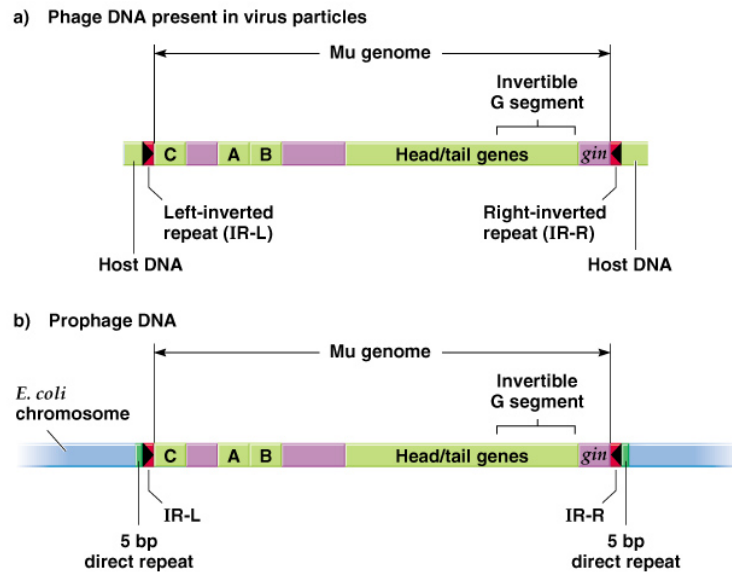 a) Phage DNA present in virus particles
Mu genome
Invertible
G segment
C A B Head/tail genes gin
Left-inverted
repeat (IR-L)
Right-inverted
repeat (IR-R)
Host DNA
Host DNA
b) Prophage DNA
Mu genome
E. coli
chromosome
Invertible
G segment
C A B Head/tail genes gin
IR-L
IR-R
5 bp
direct repeat
5 bp
direct repeat